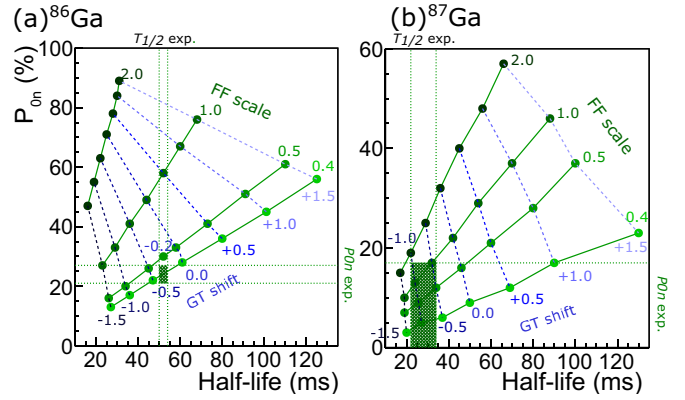 (a)⁸⁶Ga
T1/2 exp.
P0n (%)
100
80
60
40
20
0
2.0
1.0
0.5
0.4
FF scale
+1.5
+1.0
+0.5
-0.2
0.0
-0.5
-1.0
-1.5
GT shift
P0n exp.
20 40 60 80 100 120
Half-life (ms)
(b)⁸⁷Ga
T1/2 exp.
60
40
20
0
2.0
1.0
0.5
0.4
FF scale
+1.5
+1.0
+0.5
0.0
-0.5
-1.0
-1.5
GT shift
P0n exp.
20 40 60 80 100 120
Half-life (ms)